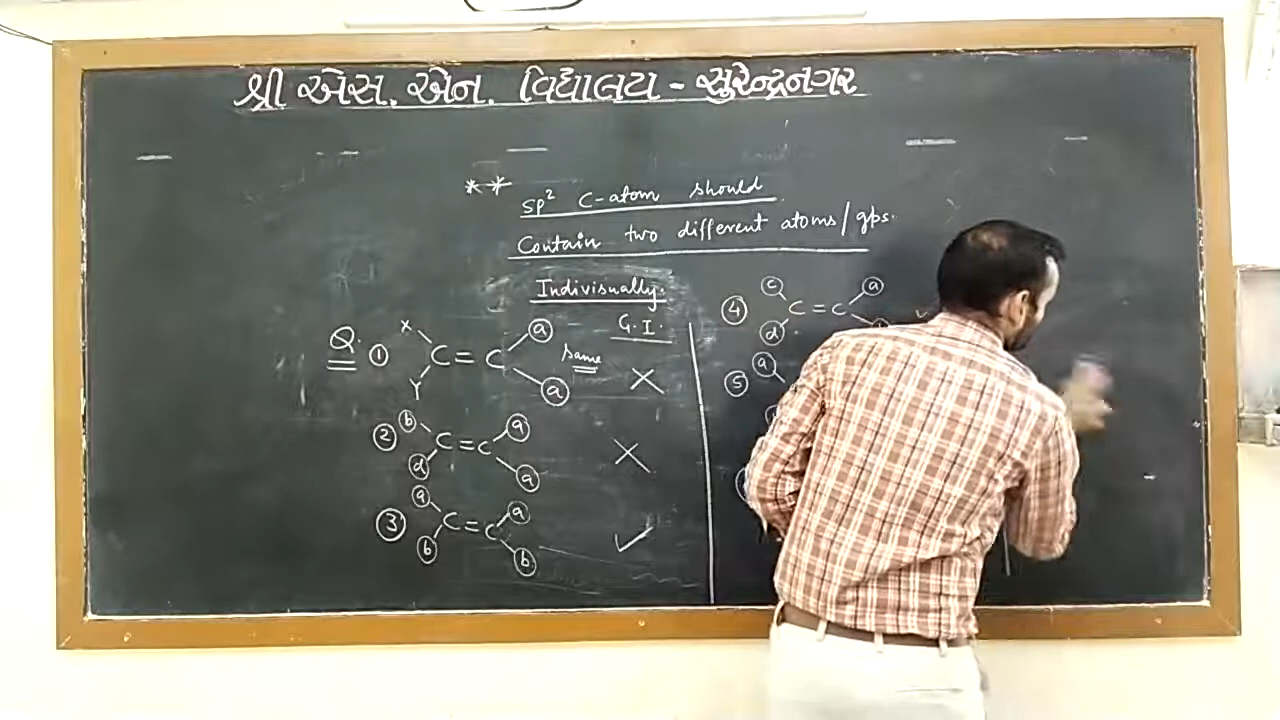 શ્રી એસ. એન. વિદ્યાલય - સુરેન્દ્રનગર
** sp² C-atom should
Contain two different atoms/gps.
Indivisually.
G.I.
Q. ① X Y C=C a a same ×
② b d C=C a a ×
③ a b C=C a b ✓
④ c d C=C a
⑤ a